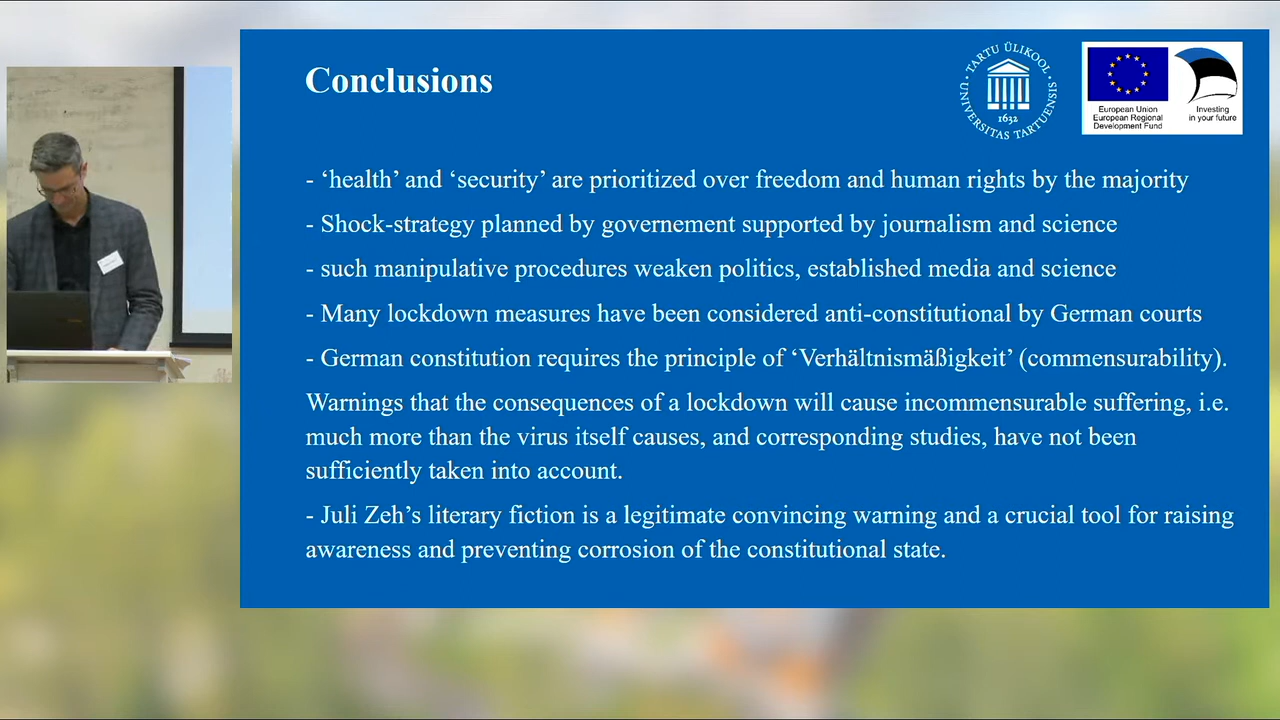 Conclusions
TARTU ÜLIKOOL
UNIVERSITAS TARTUENSIS
1632
European Union
European Regional
Development Fund
Investing
in your future
- ‘health’ and ‘security’ are prioritized over freedom and human rights by the majority
- Shock-strategy planned by governement supported by journalism and science
- such manipulative procedures weaken politics, established media and science
- Many lockdown measures have been considered anti-constitutional by German courts
- German constitution requires the principle of ‘Verhältnismäßigkeit’ (commensurability).
Warnings that the consequences of a lockdown will cause incommensurable suffering, i.e.
much more than the virus itself causes, and corresponding studies, have not been
sufficiently taken into account.
- Juli Zeh’s literary fiction is a legitimate convincing warning and a crucial tool for raising
awareness and preventing corrosion of the constitutional state.